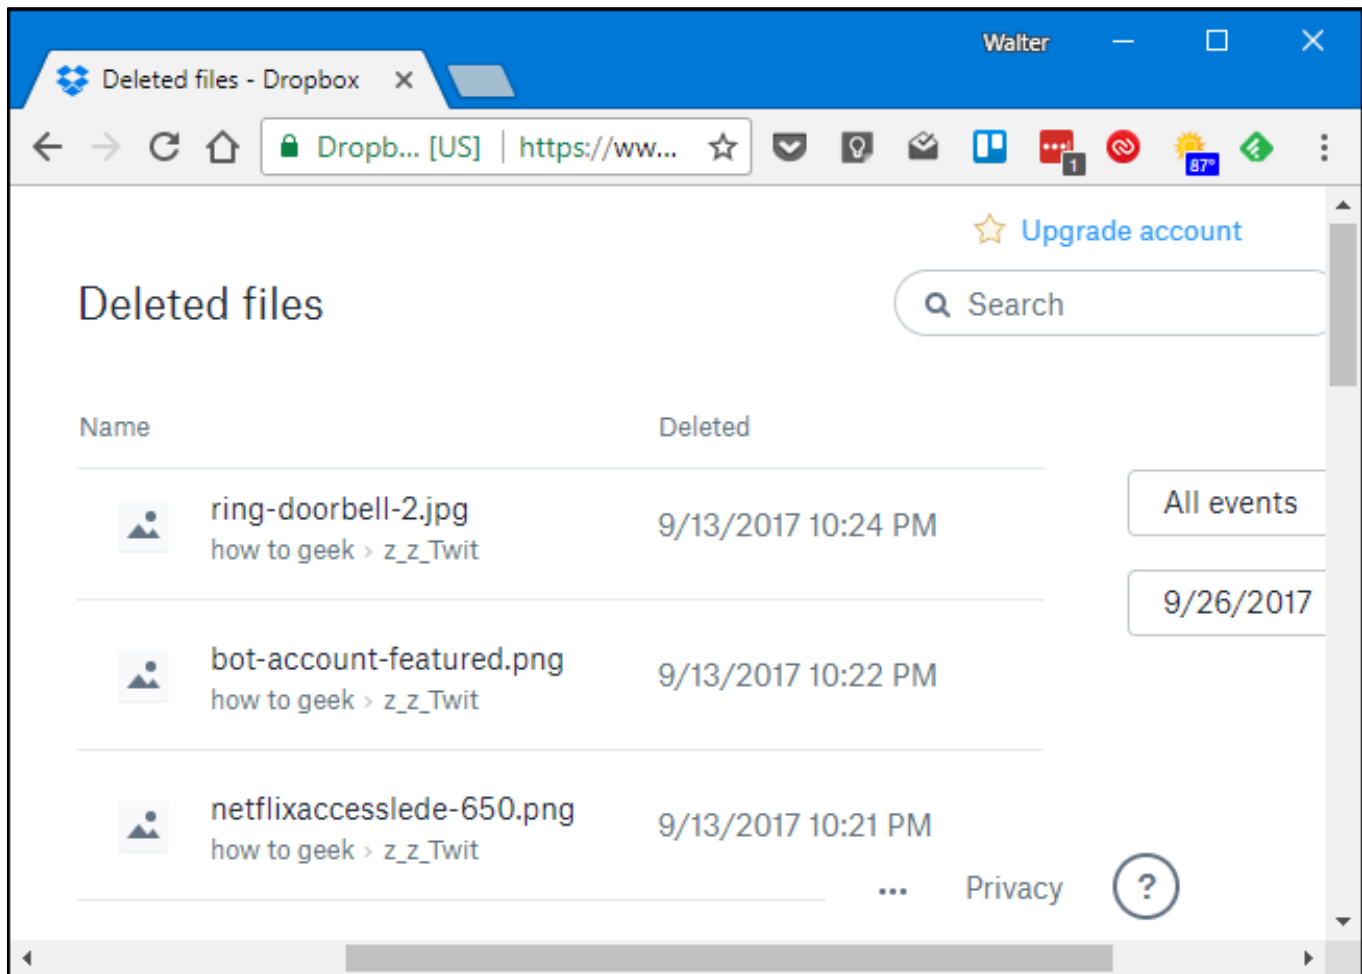 Walter
Deleted files - Dropbox
Dropb... [US] https://ww...
1
87°
Upgrade account
Deleted files
Search
Name Deleted
ring-doorbell-2.jpg
how to geek > z_z_Twit
9/13/2017 10:24 PM
All events
9/26/2017
bot-account-featured.png
how to geek > z_z_Twit
9/13/2017 10:22 PM
netflixaccesslede-650.png
how to geek > z_z_Twit
9/13/2017 10:21 PM
... Privacy ?